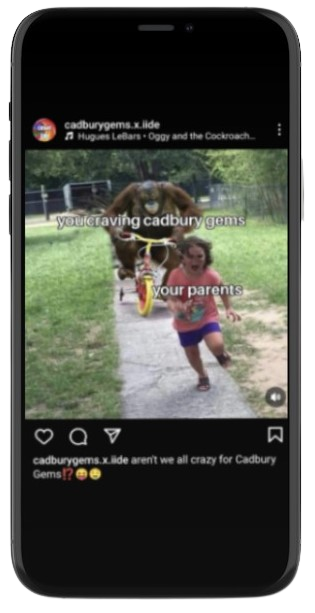 cadburygems.x.iide
Hugues LeBars • Oggy and the Cockroach...
you craving cadbury gems
your parents
cadburygems.x.iide aren't we all crazy for Cadbury
Gems⁉️😝🤤